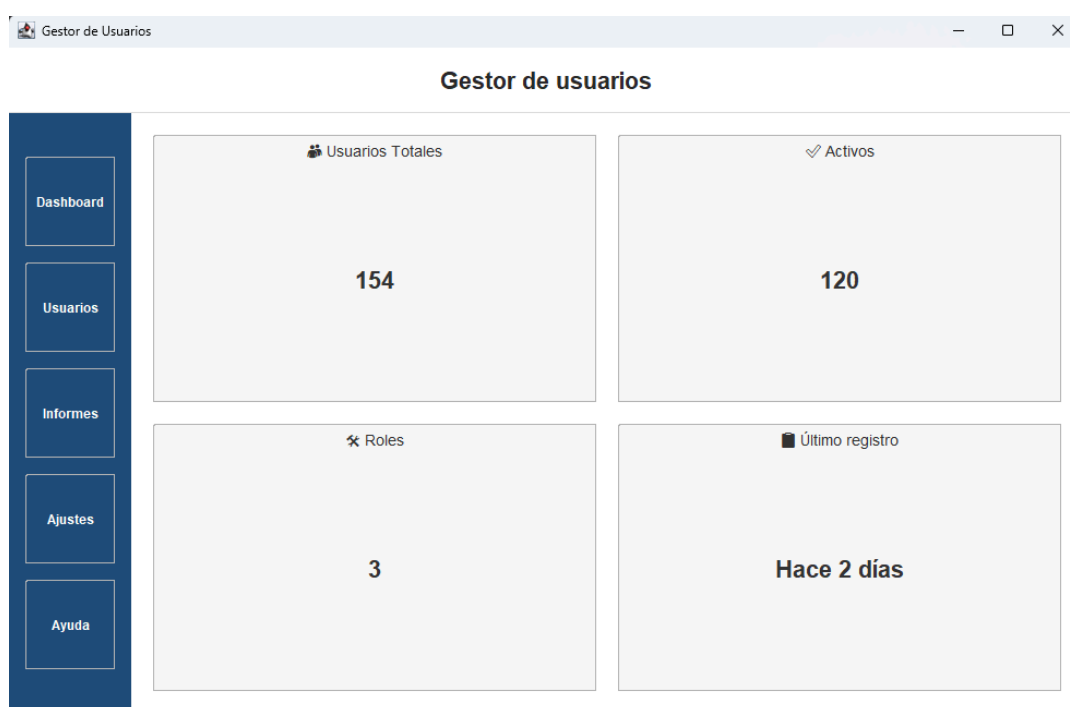 Gestor de Usuarios
Gestor de usuarios
Dashboard
Usuarios
Informes
Ajustes
Ayuda
Usuarios Totales
154
Activos
120
Roles
3
Último registro
Hace 2 días